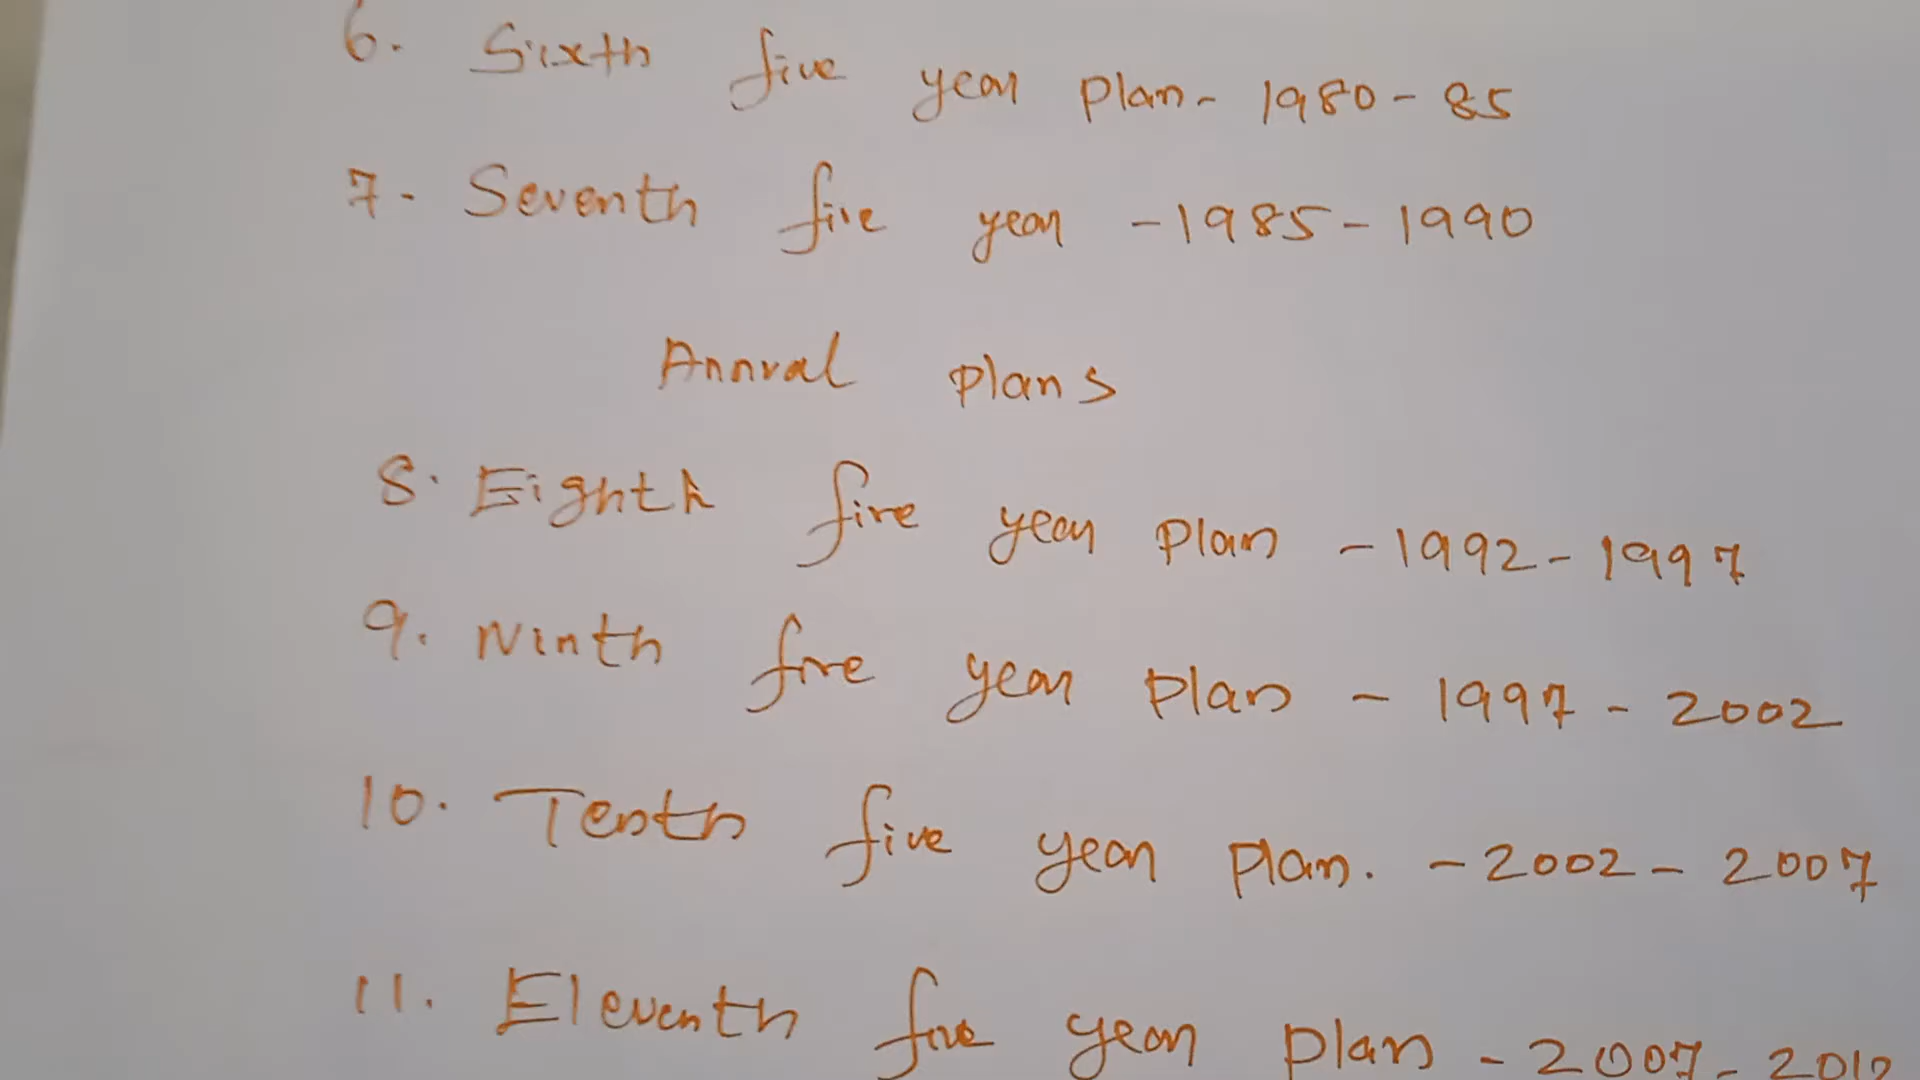 6. Sixth five year plan - 1980 - 85
7 - Seventh five year - 1985 - 1990
Annual plans
8. Eighth five year plan - 1992 - 1997
9. Ninth five year plan - 1997 - 2002
10. Tenth five year plan. - 2002 - 2007
11. Eleventh five year plan - 2007 - 2012